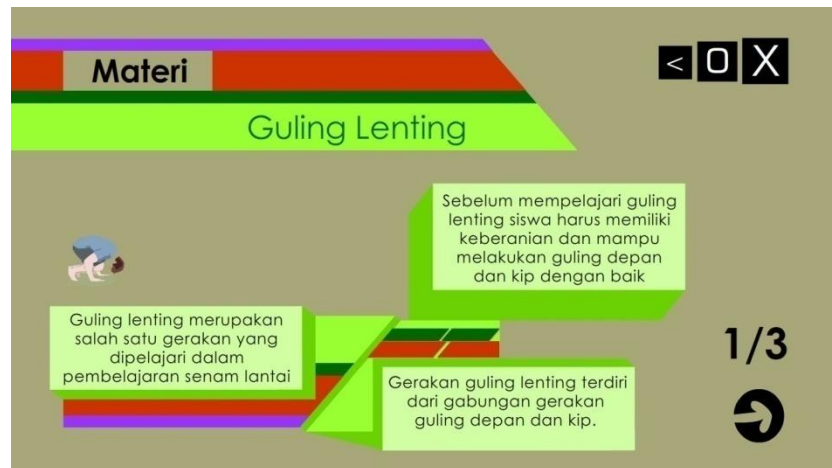 Materi
< O X
Guling Lenting
Sebelum mempelajari guling
lenting siswa harus memiliki
keberanian dan mampu
melakukan guling depan
dan kip dengan baik
Guling lenting merupakan
salah satu gerakan yang
dipelajari dalam
pembelajaran senam lantai
Gerakan guling lenting terdiri
dari gabungan gerakan
guling depan dan kip.
1/3